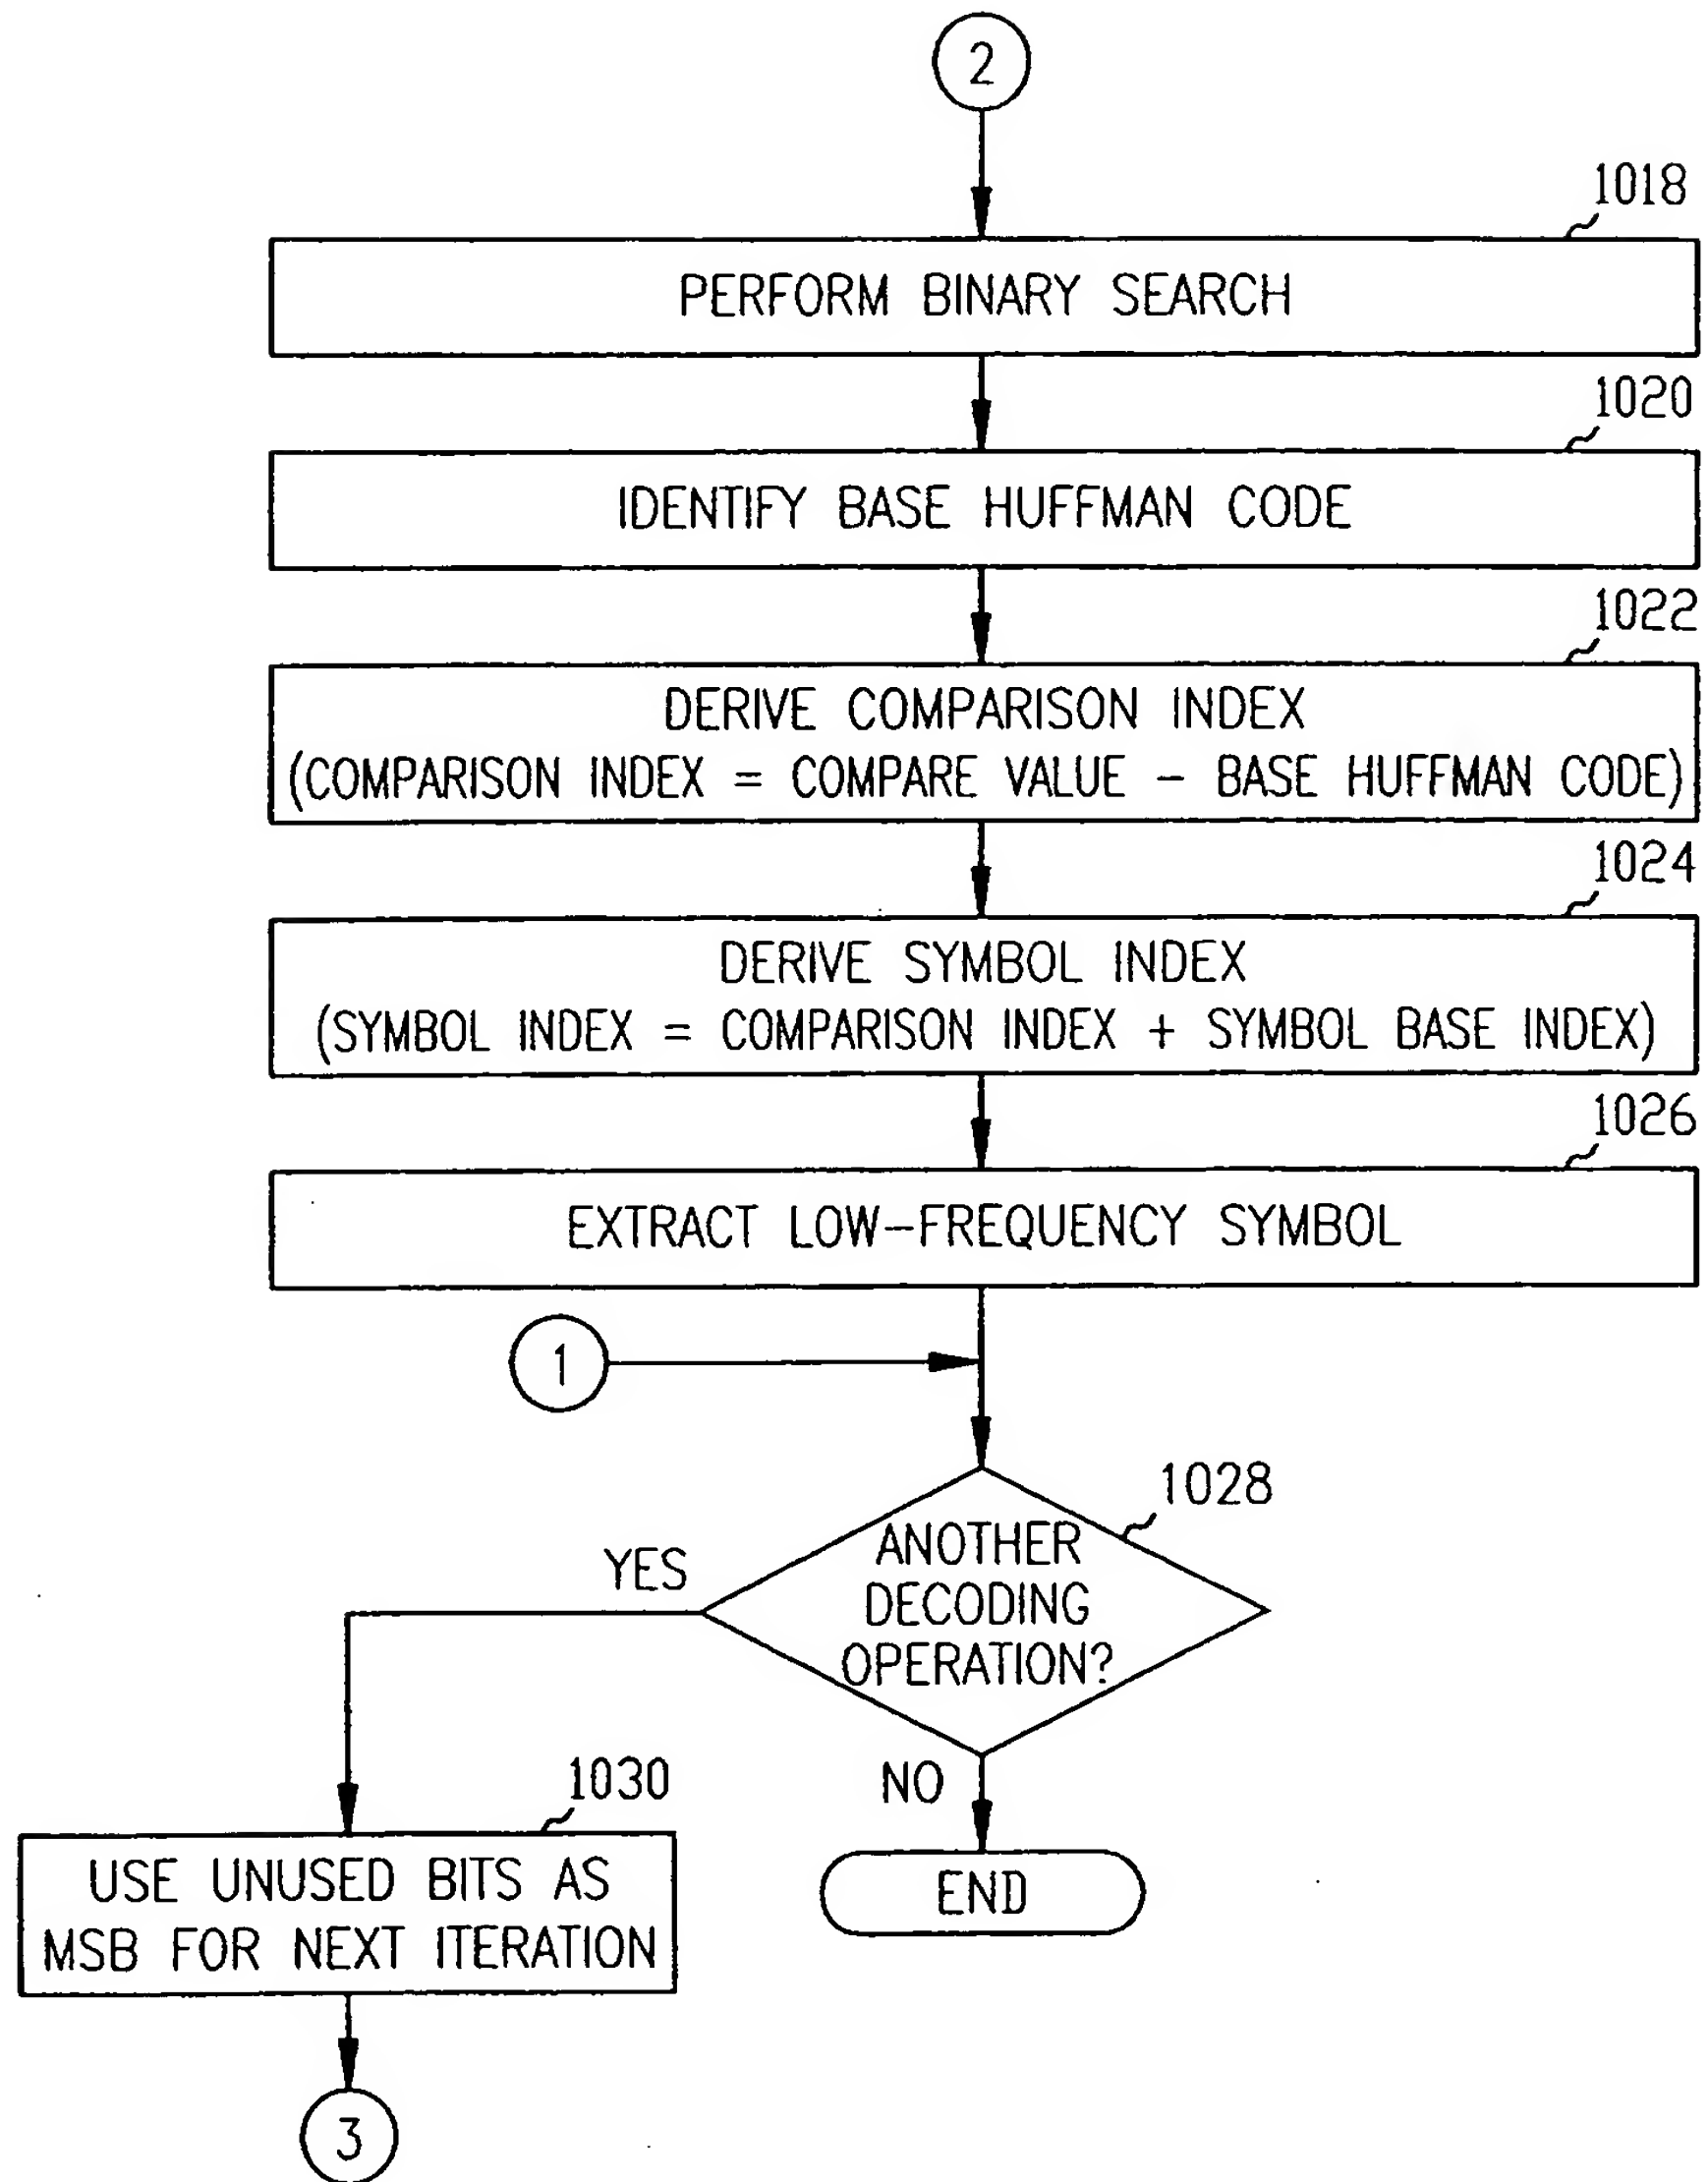 2
1018
PERFORM BINARY SEARCH
1020
IDENTIFY BASE HUFFMAN CODE
1022
DERIVE COMPARISON INDEX
(COMPARISON INDEX = COMPARE VALUE – BASE HUFFMAN CODE)
1024
DERIVE SYMBOL INDEX
(SYMBOL INDEX = COMPARISON INDEX + SYMBOL BASE INDEX)
1026
EXTRACT LOW–FREQUENCY SYMBOL
1
1028
ANOTHER
DECODING
OPERATION?
YES
NO
1030
USE UNUSED BITS AS
MSB FOR NEXT ITERATION
END
3